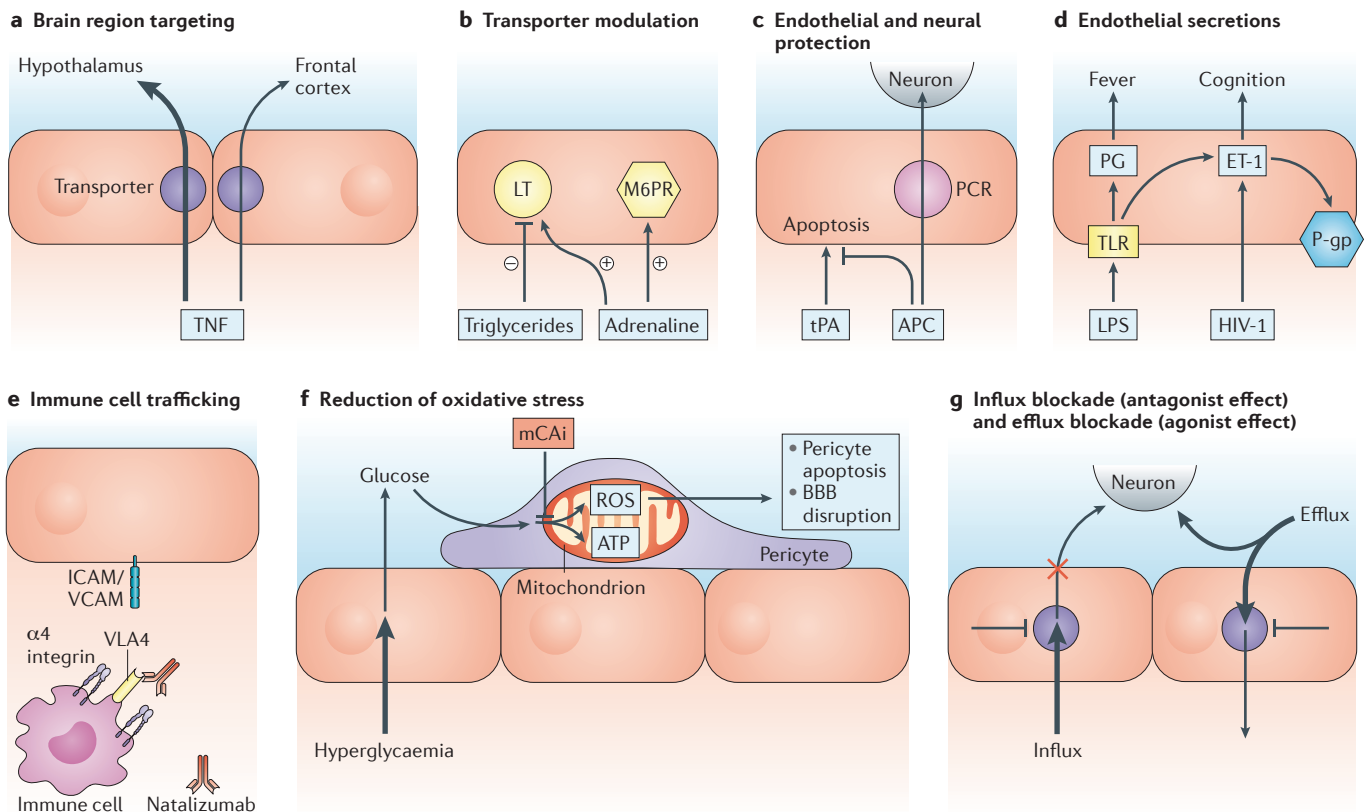 a Brain region targeting
Hypothalamus
Frontal
cortex
Transporter
TNF
b Transporter modulation
LT
M6PR
−
+
+
Triglycerides
Adrenaline
c Endothelial and neural
protection
Neuron
PCR
Apoptosis
tPA
APC
d Endothelial secretions
Fever
Cognition
PG
ET-1
TLR
P-gp
LPS
HIV-1
e Immune cell trafficking
ICAM/
VCAM
α4
integrin
VLA4
Immune cell
Natalizumab
f Reduction of oxidative stress
mCAi
Glucose
ROS
ATP
• Pericyte
apoptosis
• BBB
disruption
Pericyte
Mitochondrion
Hyperglycaemia
g Influx blockade (antagonist effect)
and efflux blockade (agonist effect)
Neuron
Efflux
Influx